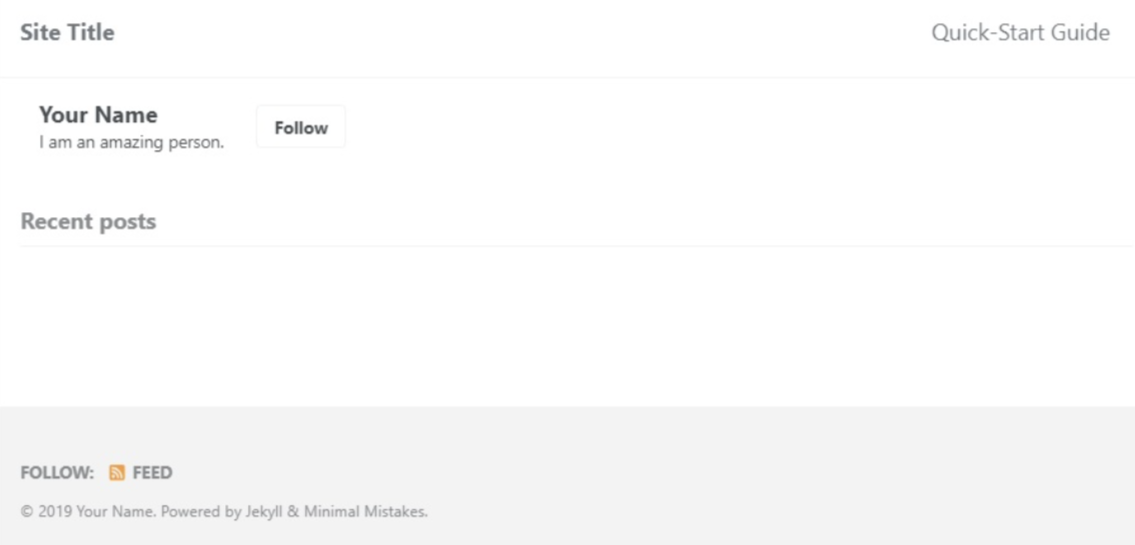 Site Title
Quick-Start Guide
Your Name
I am an amazing person.
Follow
Recent posts
FOLLOW: FEED
© 2019 Your Name. Powered by Jekyll & Minimal Mistakes.